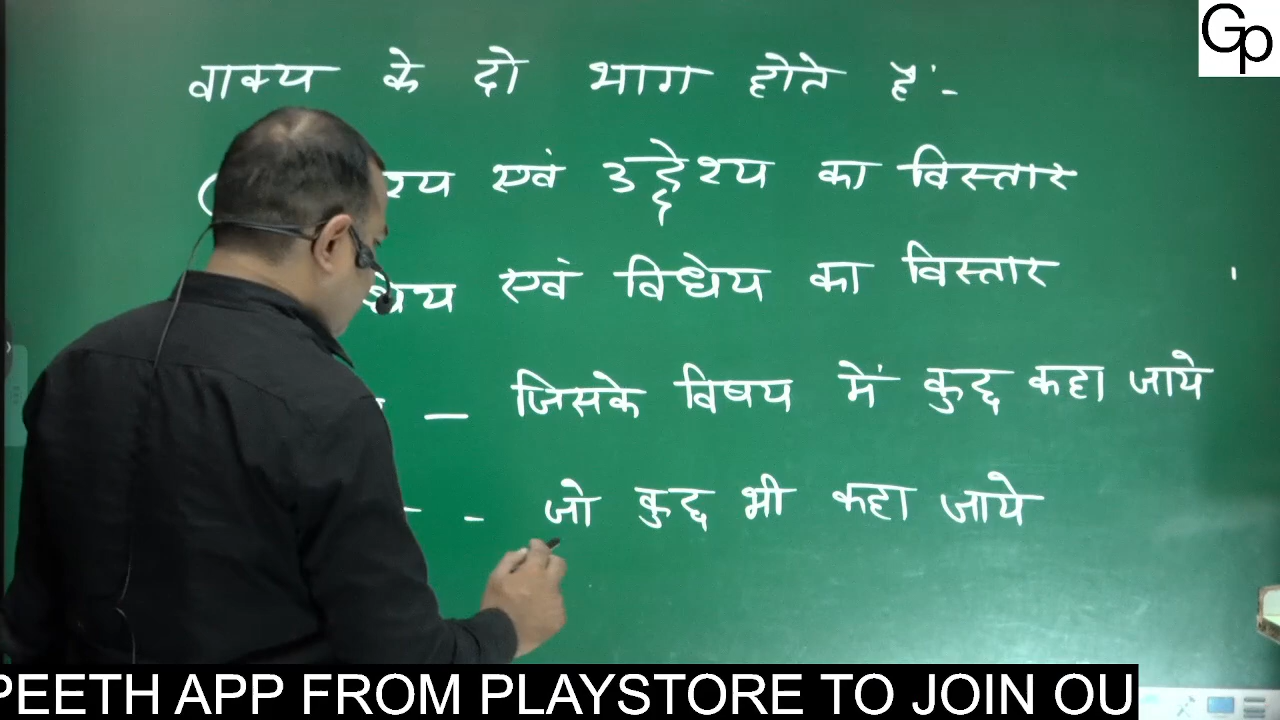 Gp
वाक्य के दो भाग होते हैं:-
एवं उद्देश्य का विस्तार
एवं विधेय का विस्तार
— जिसके विषय में कुछ कहा जाये
- - जो कुछ भी कहा जाये
PEETH APP FROM PLAYSTORE TO JOIN OU